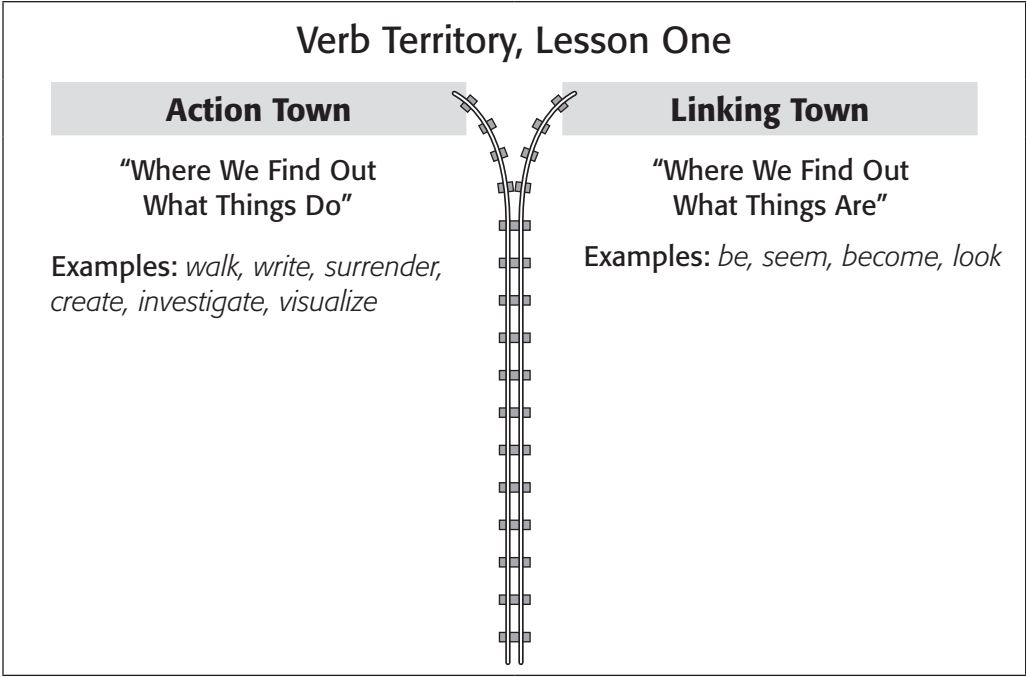 Verb Territory, Lesson One
Action Town
“Where We Find Out
What Things Do”
Examples: walk, write, surrender,
create, investigate, visualize
Linking Town
“Where We Find Out
What Things Are”
Examples: be, seem, become, look